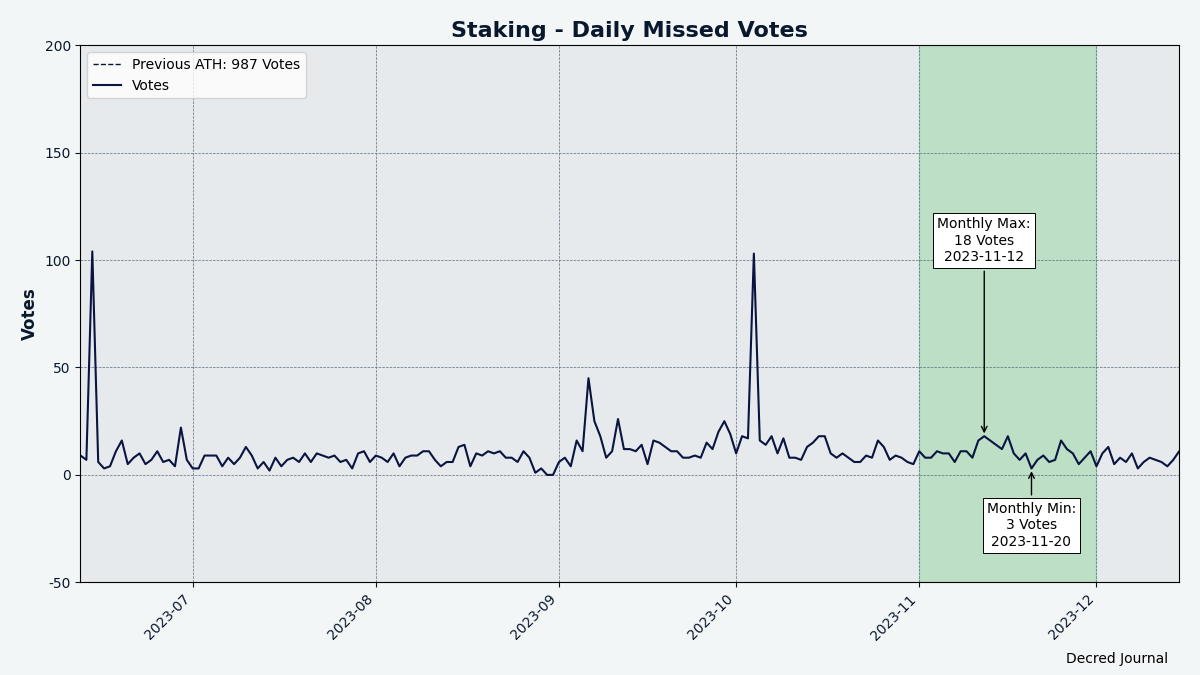 Staking - Daily Missed Votes
Previous ATH: 987 Votes
Votes
200
150
100
50
0
-50
Votes
Monthly Max:
18 Votes
2023-11-12
Monthly Min:
3 Votes
2023-11-20
2023-07
2023-08
2023-09
2023-10
2023-11
2023-12
Decred Journal